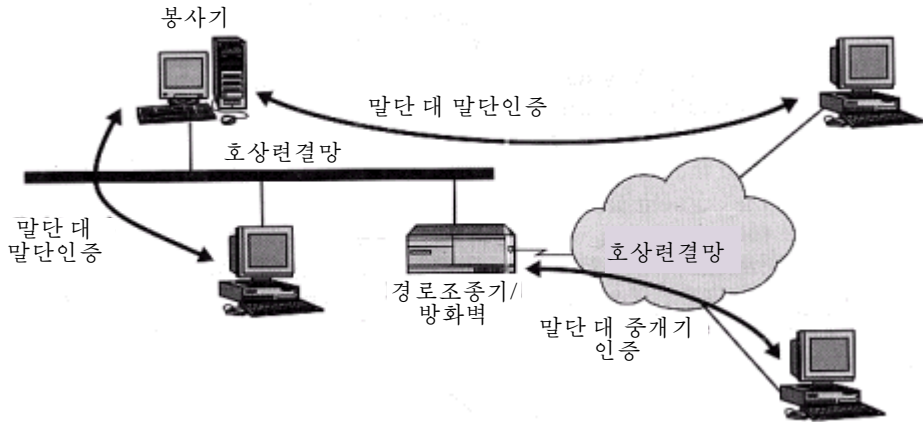 봉사기
말단 대 말단인증
호상련결망
말단 대
말단인증
호상련결망
경로조종기/
방화벽
말단 대 중개기
인증